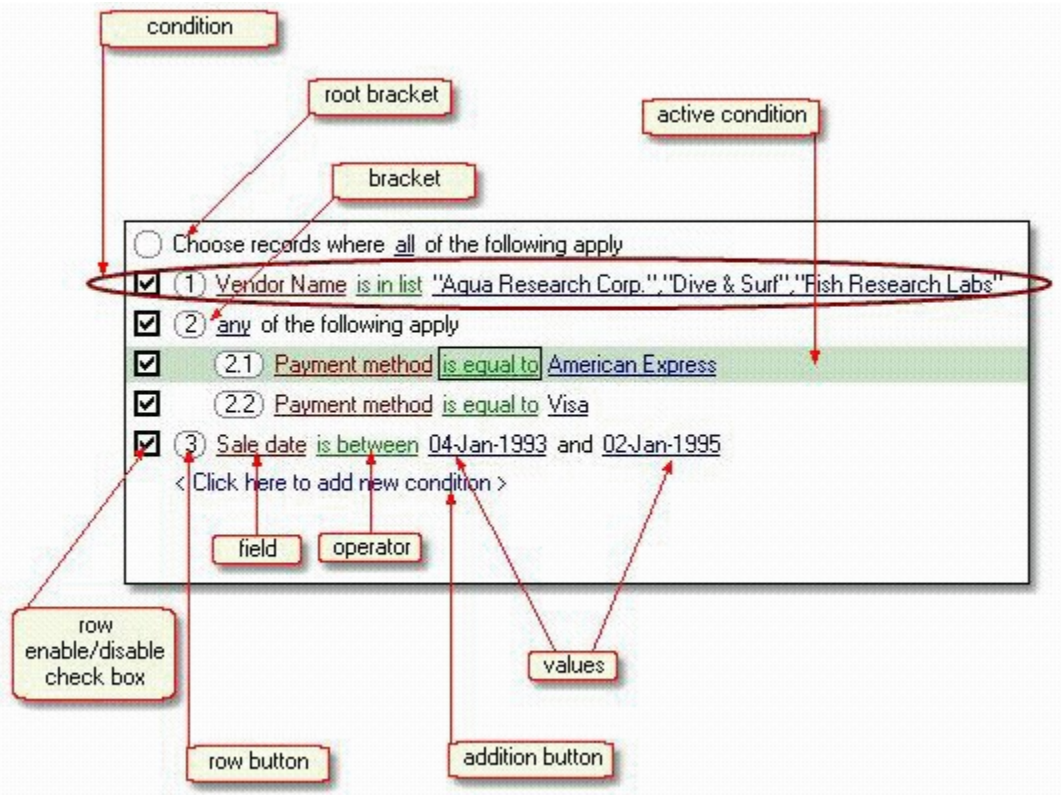 condition
root bracket
active condition
bracket
Choose records where all of the following apply
1 Vendor Name is in list "Aqua Research Corp.","Dive & Surf","Fish Research Labs"
2 any of the following apply
2.1 Payment method is equal to American Express
2.2 Payment method is equal to Visa
3 Sale date is between 04-Jan-1993 and 02-Jan-1995
< Click here to add new condition >
field
operator
row
enable/disable
check box
values
row button
addition button